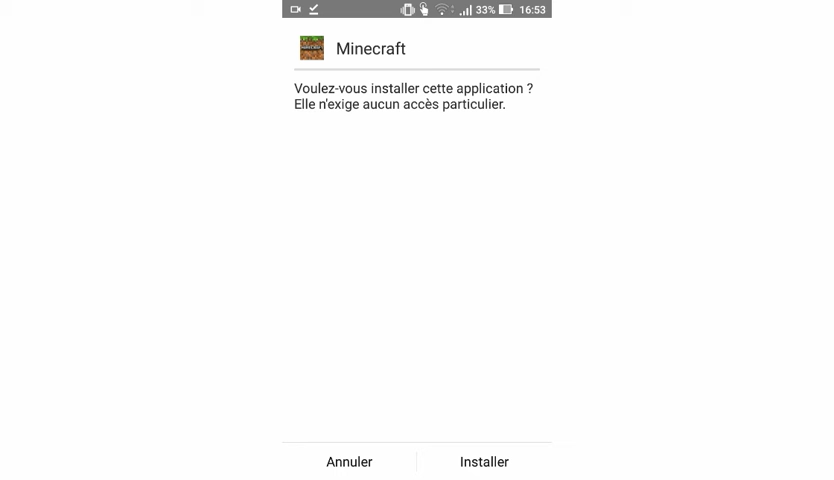 33% 16:53
Minecraft
Voulez-vous installer cette application ?
Elle n'exige aucun accès particulier.
Annuler Installer